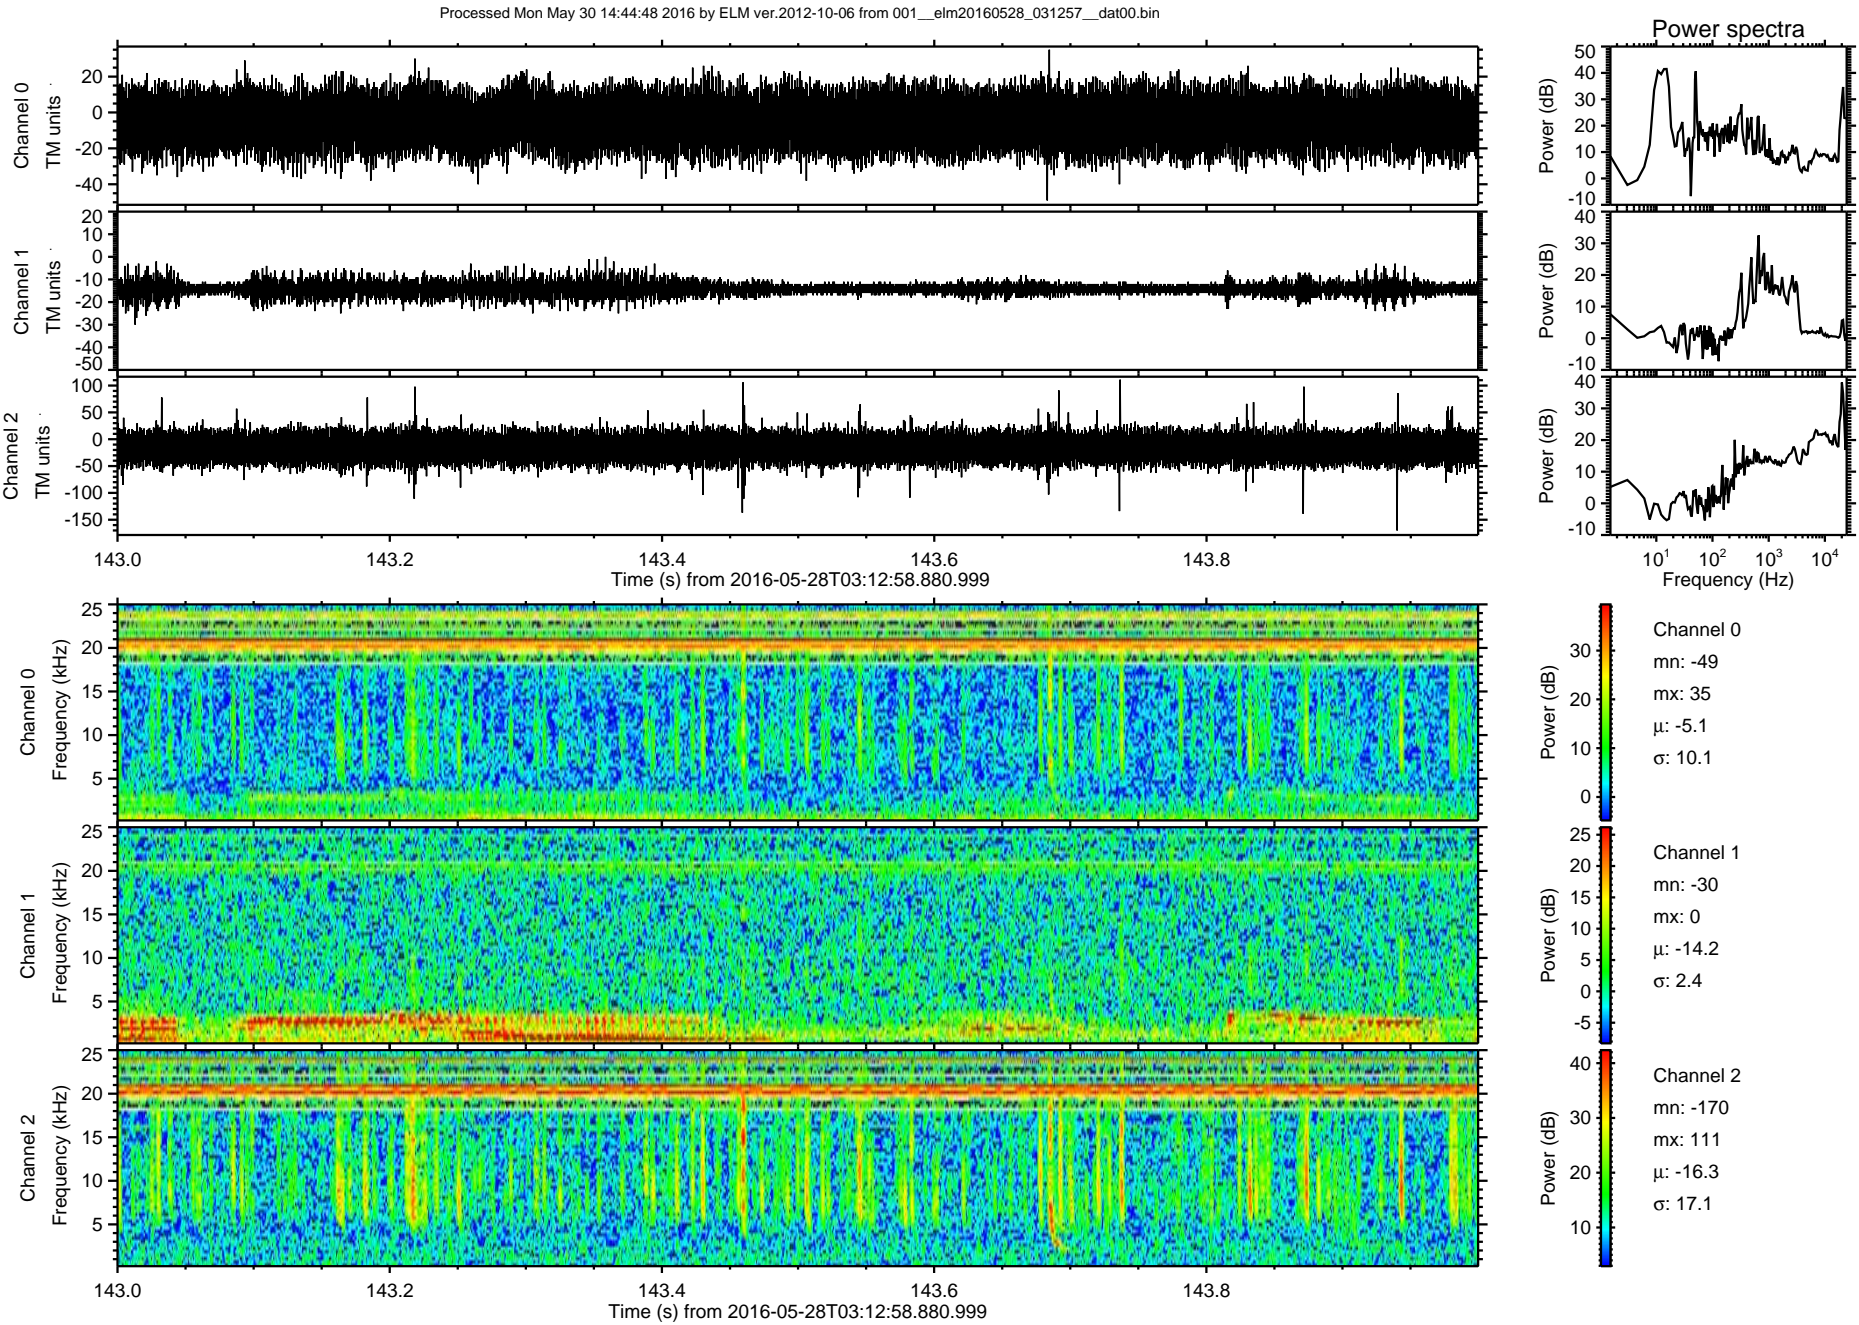 Processed Mon May 30 14:44:48 2016 by ELM ver.2012-10-06 from 001__elm20160528_031257__dat00.bin
Power spectra
Channel 0
TM units
20
0
-20
-40
Power (dB)
50
40
30
20
10
0
-10
Channel 1
TM units
20
10
0
-10
-20
-30
-40
-50
Power (dB)
40
30
20
10
0
-10
Channel 2
TM units
100
50
0
-50
-100
-150
Power (dB)
40
30
20
10
0
-10
143.0 143.2 143.4 143.6 143.8
Time (s) from 2016-05-28T03:12:58.880.999
10¹ 10² 10³ 10⁴
Frequency (Hz)
Channel 0
Frequency (kHz)
25
20
15
10
5
Power (dB)
30
20
10
0
Channel 0
mn: -49
mx: 35
μ: -5.1
σ: 10.1
Channel 1
Frequency (kHz)
25
20
15
10
5
Power (dB)
25
20
15
10
5
0
-5
Channel 1
mn: -30
mx: 0
μ: -14.2
σ: 2.4
Channel 2
Frequency (kHz)
25
20
15
10
5
Power (dB)
40
30
20
10
Channel 2
mn: -170
mx: 111
μ: -16.3
σ: 17.1
143.0 143.2 143.4 143.6 143.8
Time (s) from 2016-05-28T03:12:58.880.999